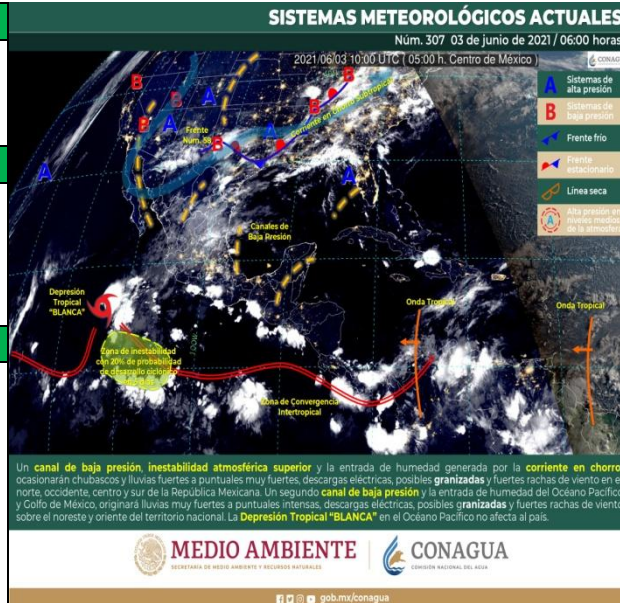 SISTEMAS METEOROLÓGICOS ACTUALES
Núm. 307 03 de junio de 2021 / 06:00 horas
2021/06/03 10:00 UTC ( 05:00 h. Centro de México )
CONAGUA
A Sistemas de
alta presión
B Sistemas de
baja presión
Frente frío
Frente
estacionario
Línea seca
A Alta presión en
niveles medios
de la atmósfera
B
B
B
B
B
B
A
A
A
A
A
Corriente en chorro subtropical
Frente
Núm. 58
Canales de
Baja Presión
Depresión
Tropical
"BLANCA"
Onda Tropical
Onda Tropical
Zona de inestabilidad
con 20% de probabilidad
de desarrollo ciclónico
Zona de Convergencia
Intertropical
Un canal de baja presión, inestabilidad atmosférica superior y la entrada de humedad generada por la corriente en chorro,
ocasionarán chubascos y lluvias fuertes a puntuales muy fuertes, descargas eléctricas, posibles granizadas y fuertes rachas de viento en el
norte, occidente, centro y sur de la República Mexicana. Un segundo canal de baja presión y la entrada de humedad del Océano Pacífico
y Golfo de México, originará lluvias muy fuertes a puntuales intensas, descargas eléctricas, posibles granizadas y fuertes rachas de viento
sobre el noreste y oriente del territorio nacional. La Depresión Tropical "BLANCA" en el Océano Pacífico no afecta al país.
MEDIO AMBIENTE
SECRETARÍA DE MEDIO AMBIENTE Y RECURSOS NATURALES
CONAGUA
COMISIÓN NACIONAL DEL AGUA
gob.mx/conagua